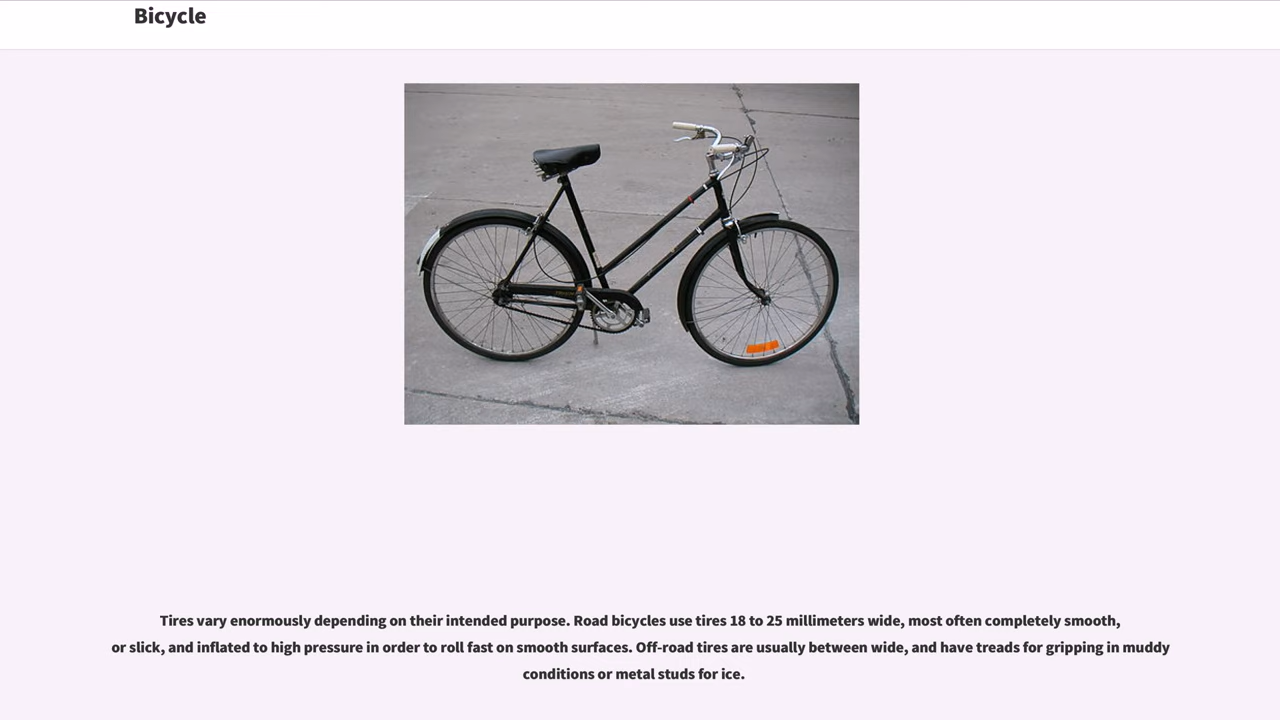 Bicycle
Tires vary enormously depending on their intended purpose. Road bicycles use tires 18 to 25 millimeters wide, most often completely smooth,
or slick, and inflated to high pressure in order to roll fast on smooth surfaces. Off-road tires are usually between wide, and have treads for gripping in muddy
conditions or metal studs for ice.